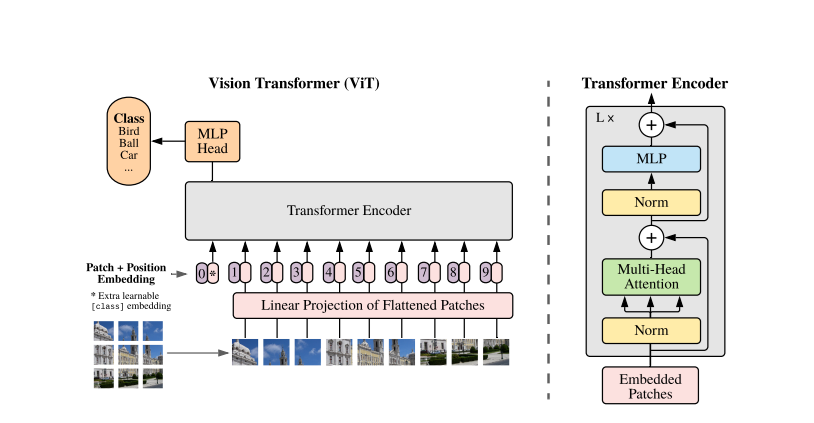 Vision Transformer (ViT)
Class
Bird
Ball
Car
...
MLP
Head
Transformer Encoder
Patch + Position
Embedding
0 * 1 2 3 4 5 6 7 8 9
* Extra learnable
[class] embedding
Linear Projection of Flattened Patches
Transformer Encoder
L ×
+
MLP
Norm
+
Multi-Head
Attention
Norm
Embedded
Patches